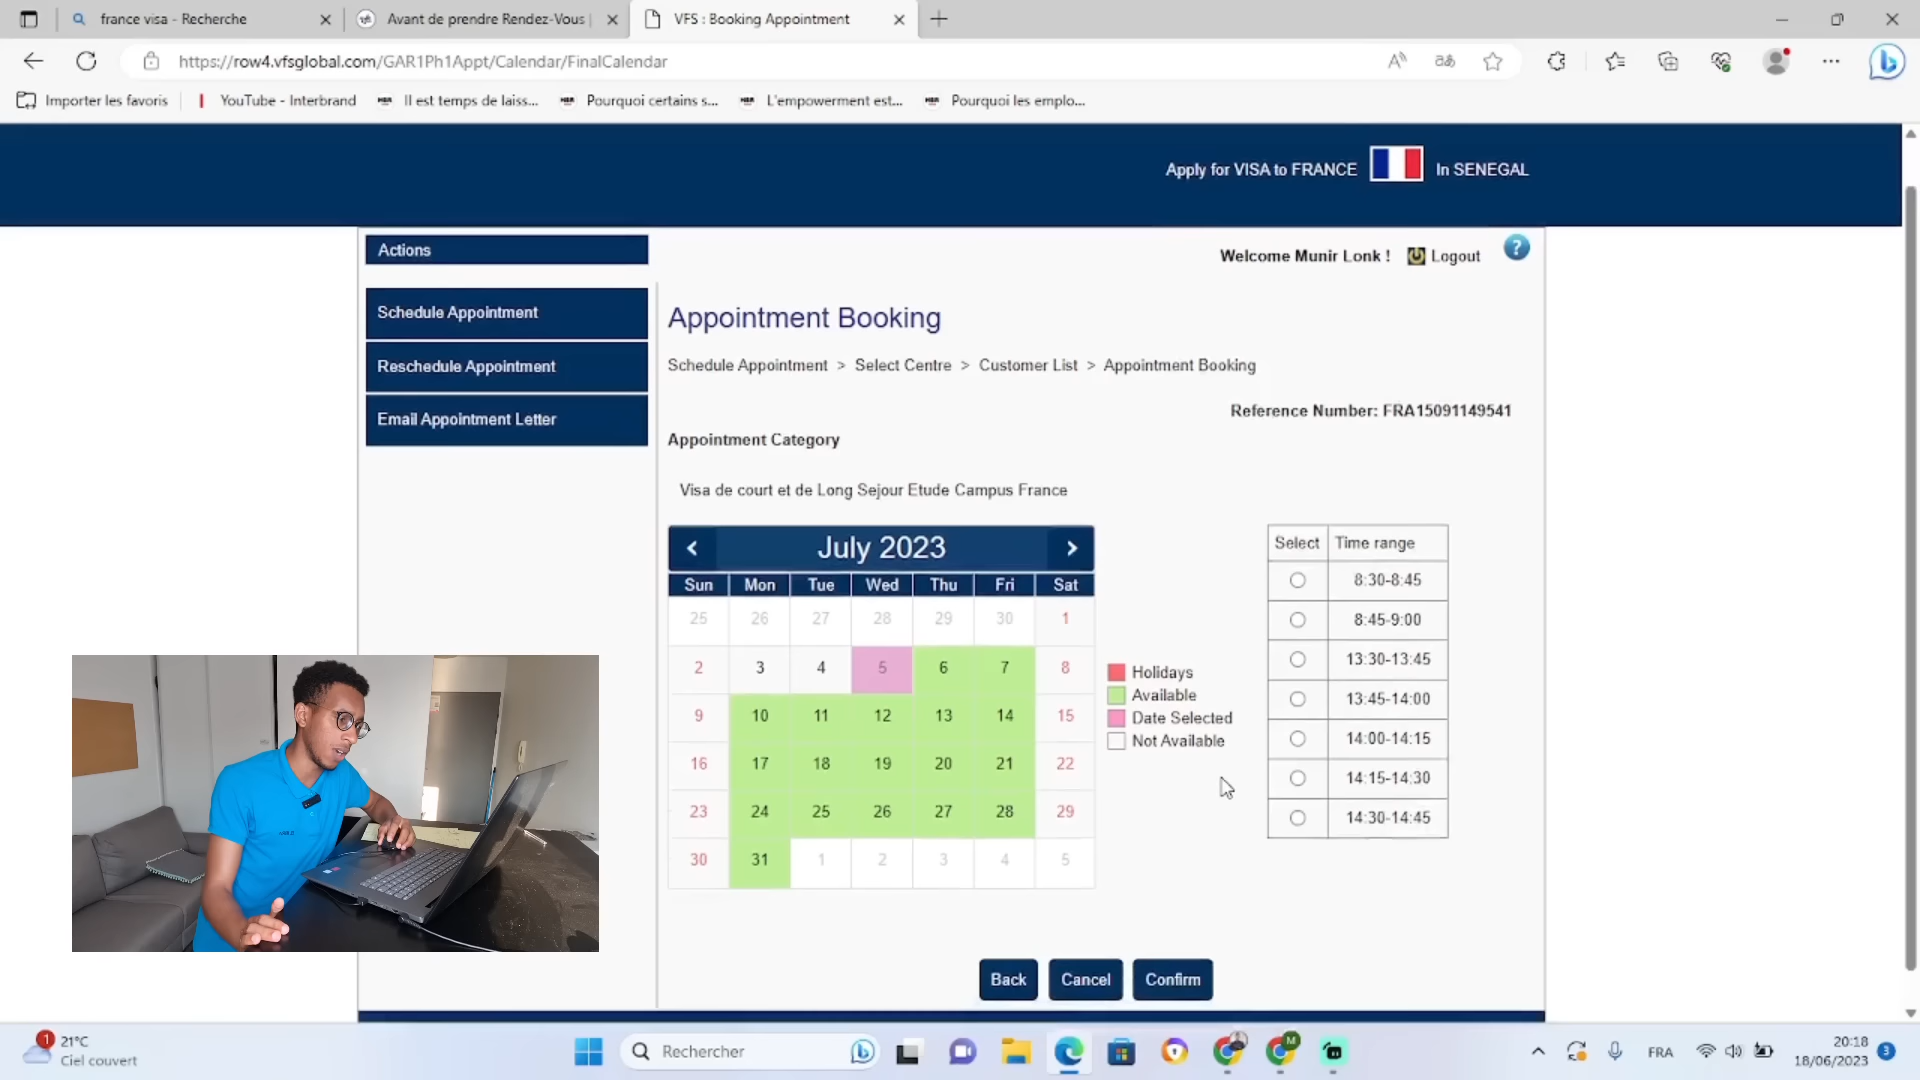 france visa - Recherche
Avant de prendre Rendez-Vous |
VFS : Booking Appointment
https://row4.vfsglobal.com/GAR1Ph1Appt/Calendar/FinalCalendar
Importer les favoris
YouTube - Interbrand
Il est temps de laiss...
Pourquoi certains s...
L'empowerment est...
Pourquoi les emplo...
Apply for VISA to FRANCE In SENEGAL
Actions
Welcome Munir Lonk ! Logout ?
Schedule Appointment
Reschedule Appointment
Email Appointment Letter
Appointment Booking
Schedule Appointment > Select Centre > Customer List > Appointment Booking
Reference Number: FRA15091149541
Appointment Category
Visa de court et de Long Sejour Etude Campus France
< July 2023 >
Sun Mon Tue Wed Thu Fri Sat
25 26 27 28 29 30 1
2 3 4 5 6 7 8
9 10 11 12 13 14 15
16 17 18 19 20 21 22
23 24 25 26 27 28 29
30 31 1 2 3 4 5
Holidays
Available
Date Selected
Not Available
Select Time range
8:30-8:45
8:45-9:00
13:30-13:45
13:45-14:00
14:00-14:15
14:15-14:30
14:30-14:45
Back Cancel Confirm
1 21°C
Ciel couvert
Rechercher
M
FRA
20:18
18/06/2023
3